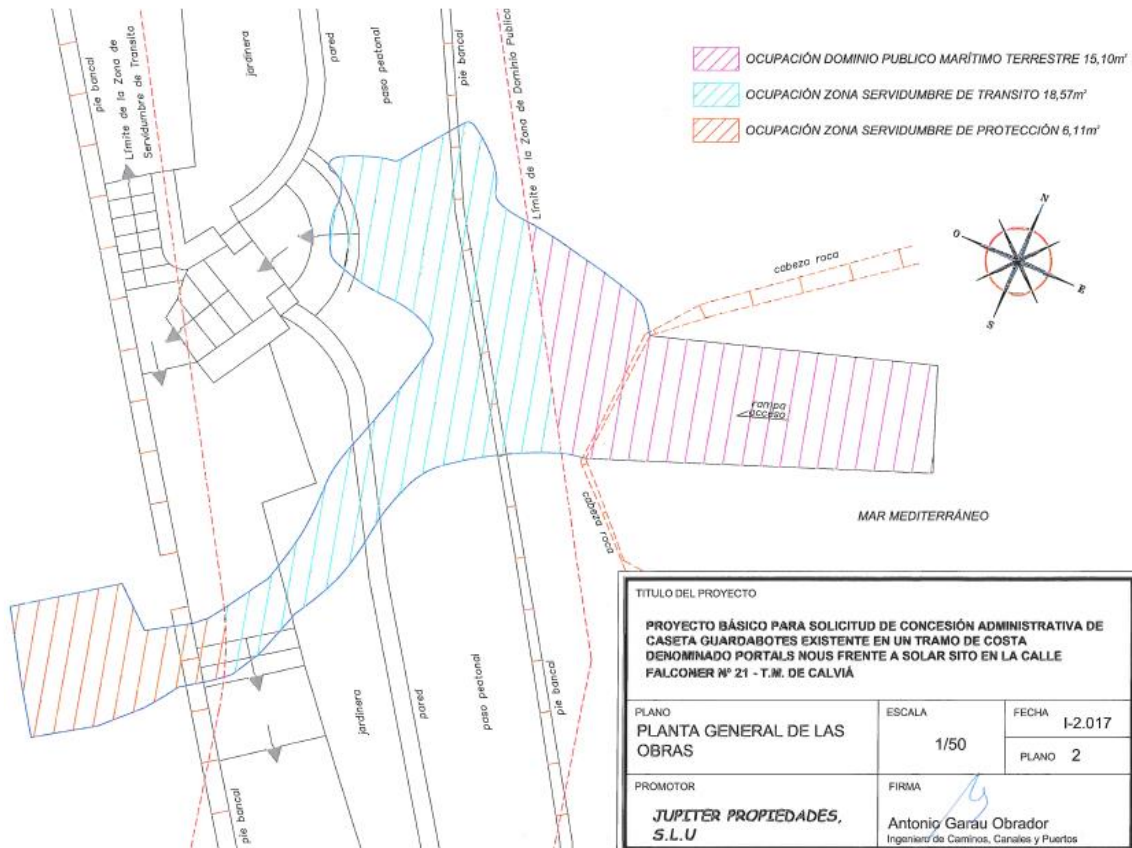 pie bancal
Límite de la Zona de
Servidumbre de Transito
jardinera
pared
paso peatonal
pie bancal
Límite de la Zona de Dominio Publico
OCUPACIÓN DOMINIO PUBLICO MARÍTIMO TERRESTRE 15,10m²
OCUPACIÓN ZONA SERVIDUMBRE DE TRANSITO 18,57m²
OCUPACIÓN ZONA SERVIDUMBRE DE PROTECCIÓN 6,11m²
N
O
E
S
cabeza roca
rampa
acceso
cabeza roca
MAR MEDITERRÁNEO
jardinera
pared
paso peatonal
pie bancal
pie bancal
TITULO DEL PROYECTO
PROYECTO BÁSICO PARA SOLICITUD DE CONCESIÓN ADMINISTRATIVA DE
CASETA GUARDABOTES EXISTENTE EN UN TRAMO DE COSTA
DENOMINADO PORTALS NOUS FRENTE A SOLAR SITO EN LA CALLE
FALCONER Nº 21 - T.M. DE CALVIÀ
PLANO
PLANTA GENERAL DE LAS
OBRAS
ESCALA
1/50
FECHA
I-2.017
PLANO 2
PROMOTOR
JUPITER PROPIEDADES,
S.L.U
FIRMA
Antonio Garau Obrador
Ingeniero de Caminos, Canales y Puertos